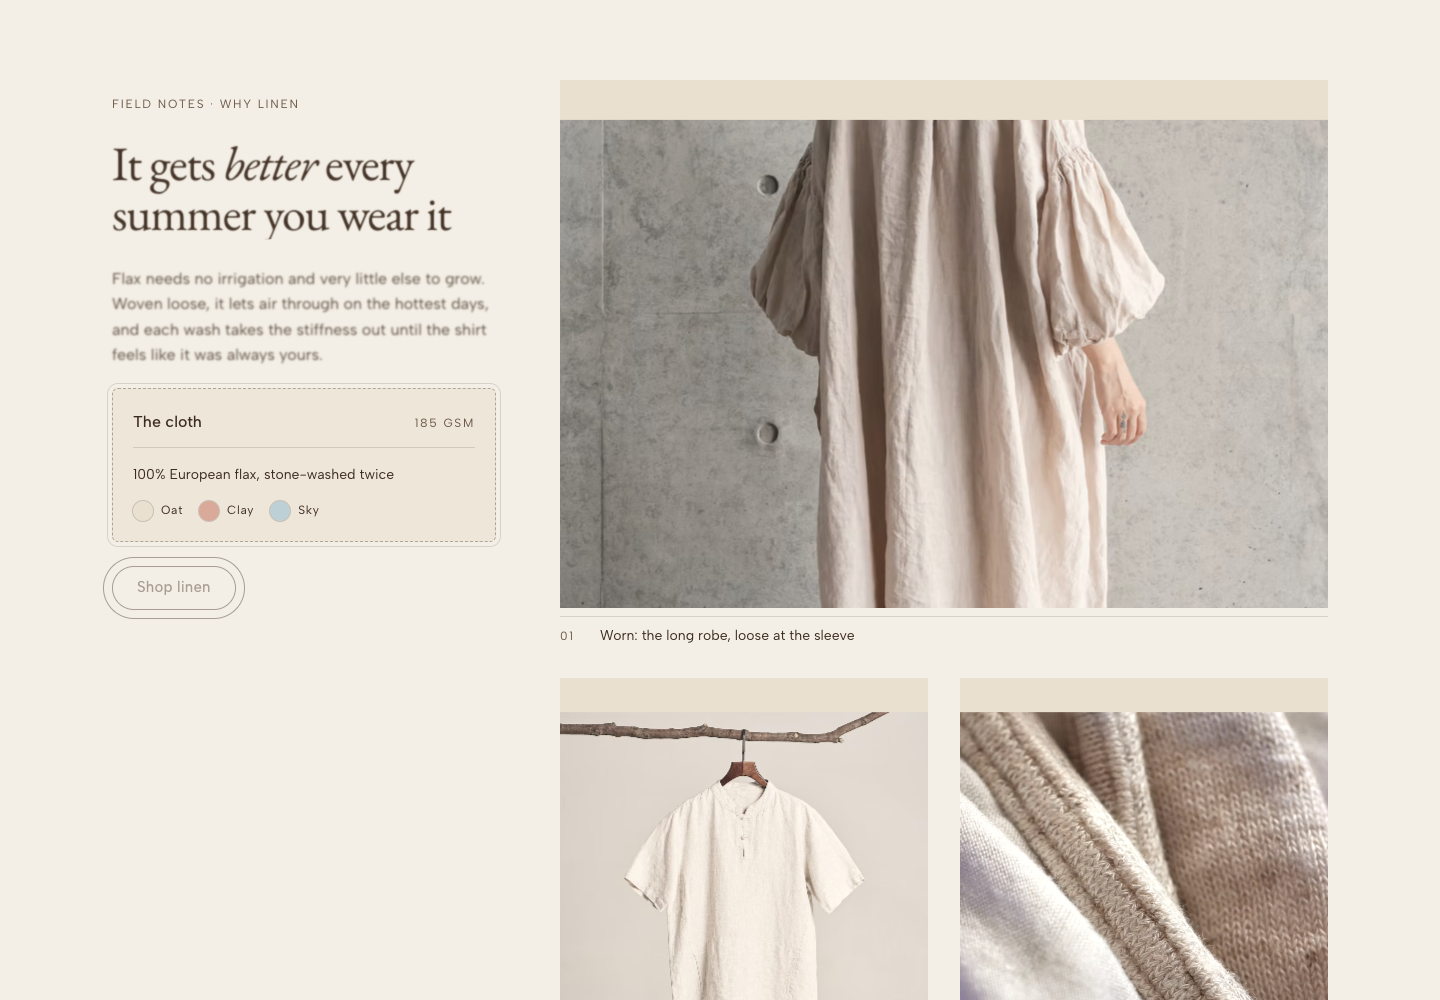 FIELD NOTES · WHY LINEN
It gets better every
summer you wear it
Flax needs no irrigation and very little else to grow.
Woven loose, it lets air through on the hottest days,
and each wash takes the stiffness out until the shirt
feels like it was always yours.
The cloth 185 GSM
100% European flax, stone-washed twice
Oat Clay Sky
Shop linen
01 Worn: the long robe, loose at the sleeve